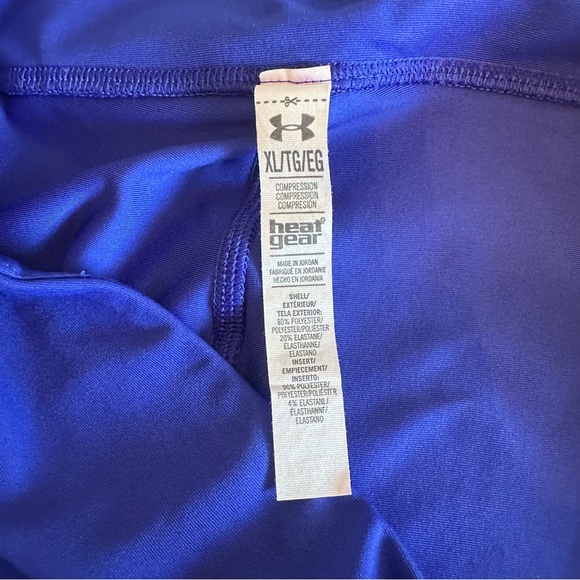 XL/TG/EG
COMPRESSION
COMPRESSION
COMPRESIÓN
heat
gear
MADE IN JORDAN
FABRIQUÉ EN JORDANIE
HECHO EN JORDANIA
SHELL/
EXTÉRIEUR/
TELA EXTERIOR:
80% POLYESTER/
POLYESTER/POLIÉSTER
20% ELASTANE/
ÉLASTHANNE/
ELASTANO
INSERT/
EMPIECEMENT/
INSERTO:
96% POLYESTER/
POLYESTER/POLIÉSTER
4% ELASTANE/
ÉLASTHANNE/
ELASTANO